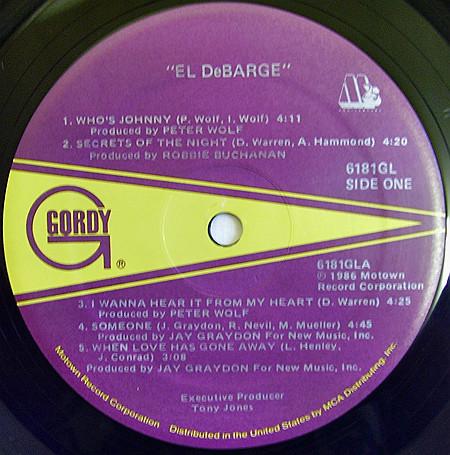 "EL DeBARGE"
1. WHO'S JOHNNY (P. Wolf, I. Wolf) 4:11
Produced by PETER WOLF
2. SECRETS OF THE NIGHT (D. Warren, A. Hammond) 4:20
Produced by ROBBIE BUCHANAN
6181GL
SIDE ONE
GORDY
®
6181GLA
℗ 1986 Motown
Record Corporation
3. I WANNA HEAR IT FROM MY HEART (D. Warren) 4:25
Produced by PETER WOLF
4. SOMEONE (J. Graydon, R. Nevil, M. Mueller) 4:45
Produced by JAY GRAYDON For New Music, Inc.
5. WHEN LOVE HAS GONE AWAY (L. Henley,
J. Conrad) 3:08
Produced by JAY GRAYDON For New Music, Inc.
Executive Producer
Tony Jones
Motown Record Corporation Distributed in the United States by MCA Distributing, Inc.